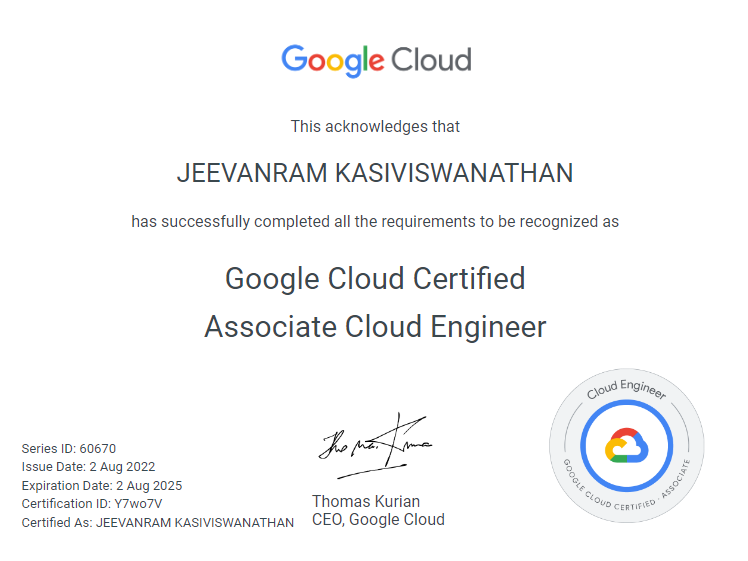 Google Cloud
This acknowledges that
JEEVANRAM KASIVISWANATHAN
has successfully completed all the requirements to be recognized as
Google Cloud Certified
Associate Cloud Engineer
Series ID: 60670
Issue Date: 2 Aug 2022
Expiration Date: 2 Aug 2025
Certification ID: Y7wo7V
Certified As: JEEVANRAM KASIVISWANATHAN
Thomas Kurian
Thomas Kurian
CEO, Google Cloud
Cloud Engineer
GOOGLE CLOUD CERTIFIED · ASSOCIATE